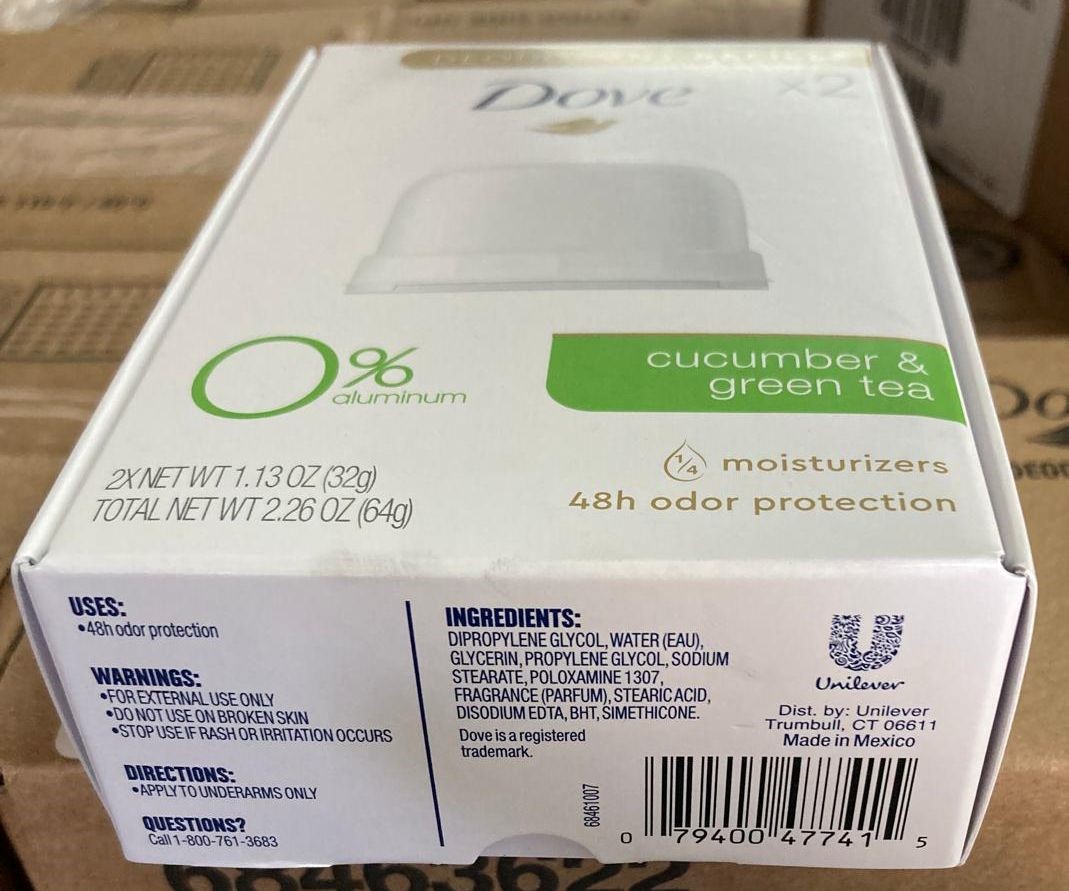 Dove
x2
0%
aluminum
cucumber &
green tea
2X NET WT 1.13 OZ (32g)
TOTAL NET WT 2.26 OZ (64g)
1/4 moisturizers
48h odor protection
USES:
•48h odor protection
WARNINGS:
•FOR EXTERNAL USE ONLY
•DO NOT USE ON BROKEN SKIN
•STOP USE IF RASH OR IRRITATION OCCURS
DIRECTIONS:
•APPLY TO UNDERARMS ONLY
QUESTIONS?
Call 1-800-761-3683
INGREDIENTS:
DIPROPYLENE GLYCOL, WATER (EAU),
GLYCERIN, PROPYLENE GLYCOL, SODIUM
STEARATE, POLOXAMINE 1307,
FRAGRANCE (PARFUM), STEARIC ACID,
DISODIUM EDTA, BHT, SIMETHICONE.
Dove is a registered
trademark.
68461007
Unilever
Dist. by: Unilever
Trumbull, CT 06611
Made in Mexico
0 79400 47741 5